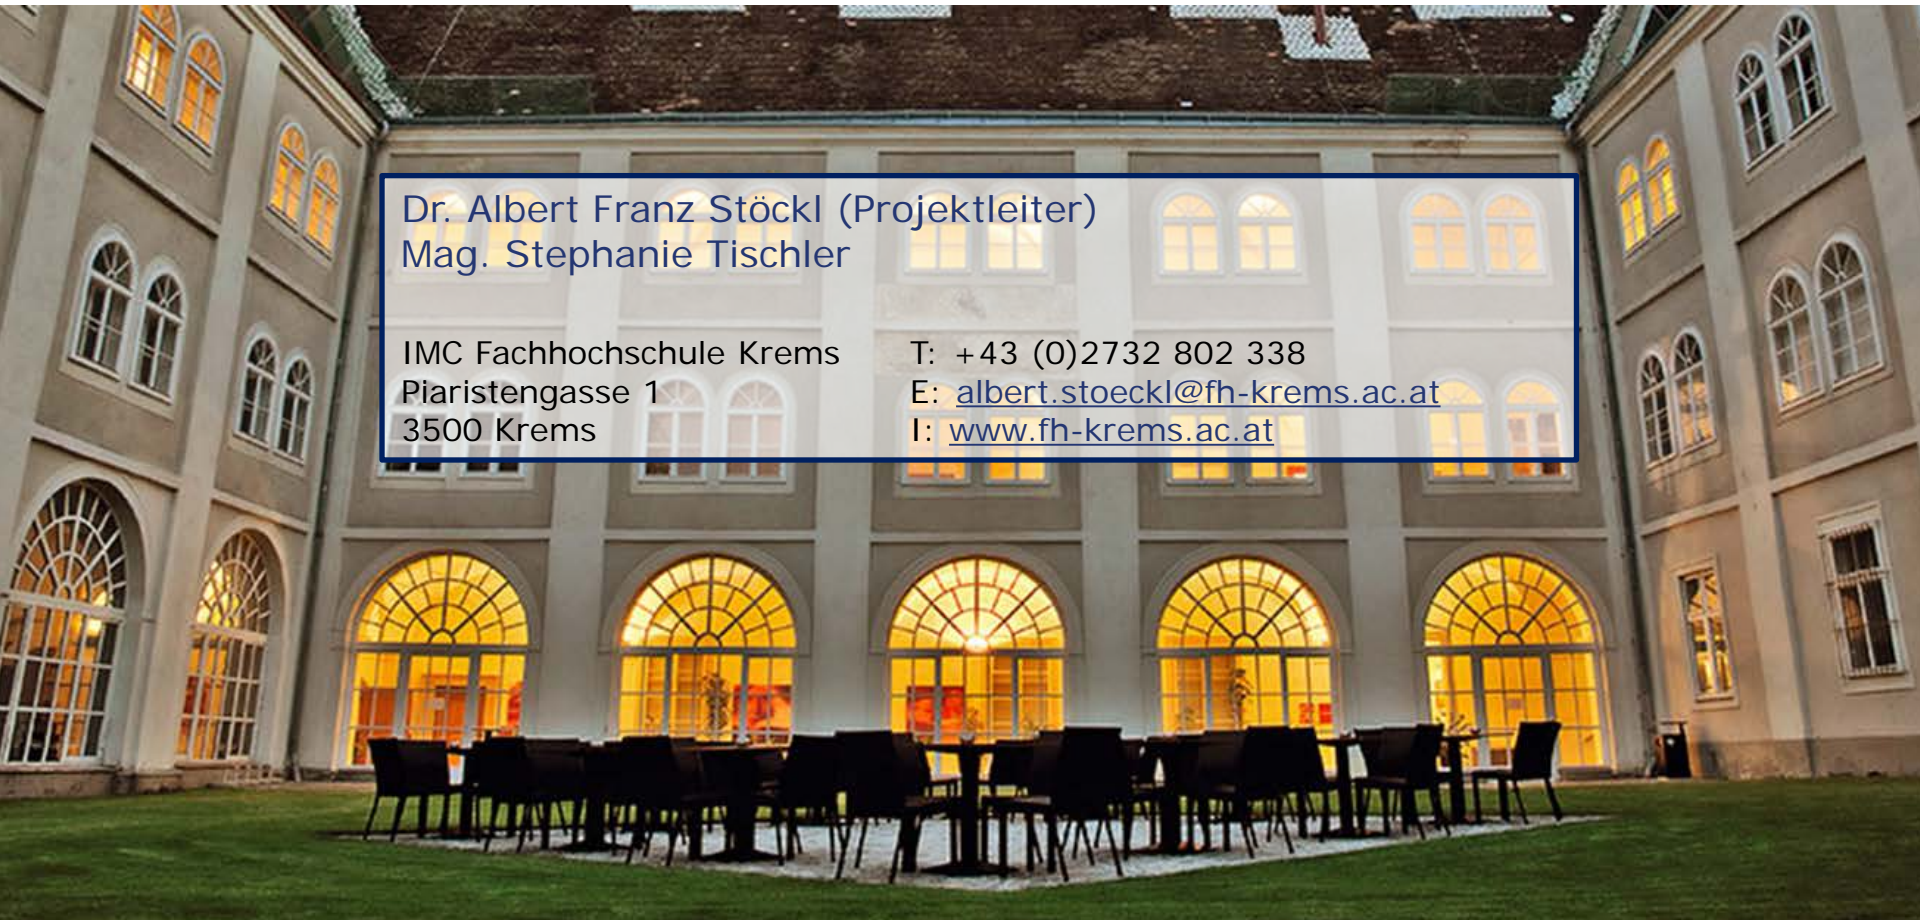 Dr. Albert Franz Stöckl (Projektleiter)
Mag. Stephanie Tischler
IMC Fachhochschule Krems
Piaristengasse 1
3500 Krems
T: +43 (0)2732 802 338
E: albert.stoeckl@fh-krems.ac.at
I: www.fh-krems.ac.at